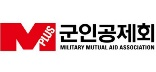 M PLUS 군인공제회
MILITARY MUTUAL AID ASSOCIATION